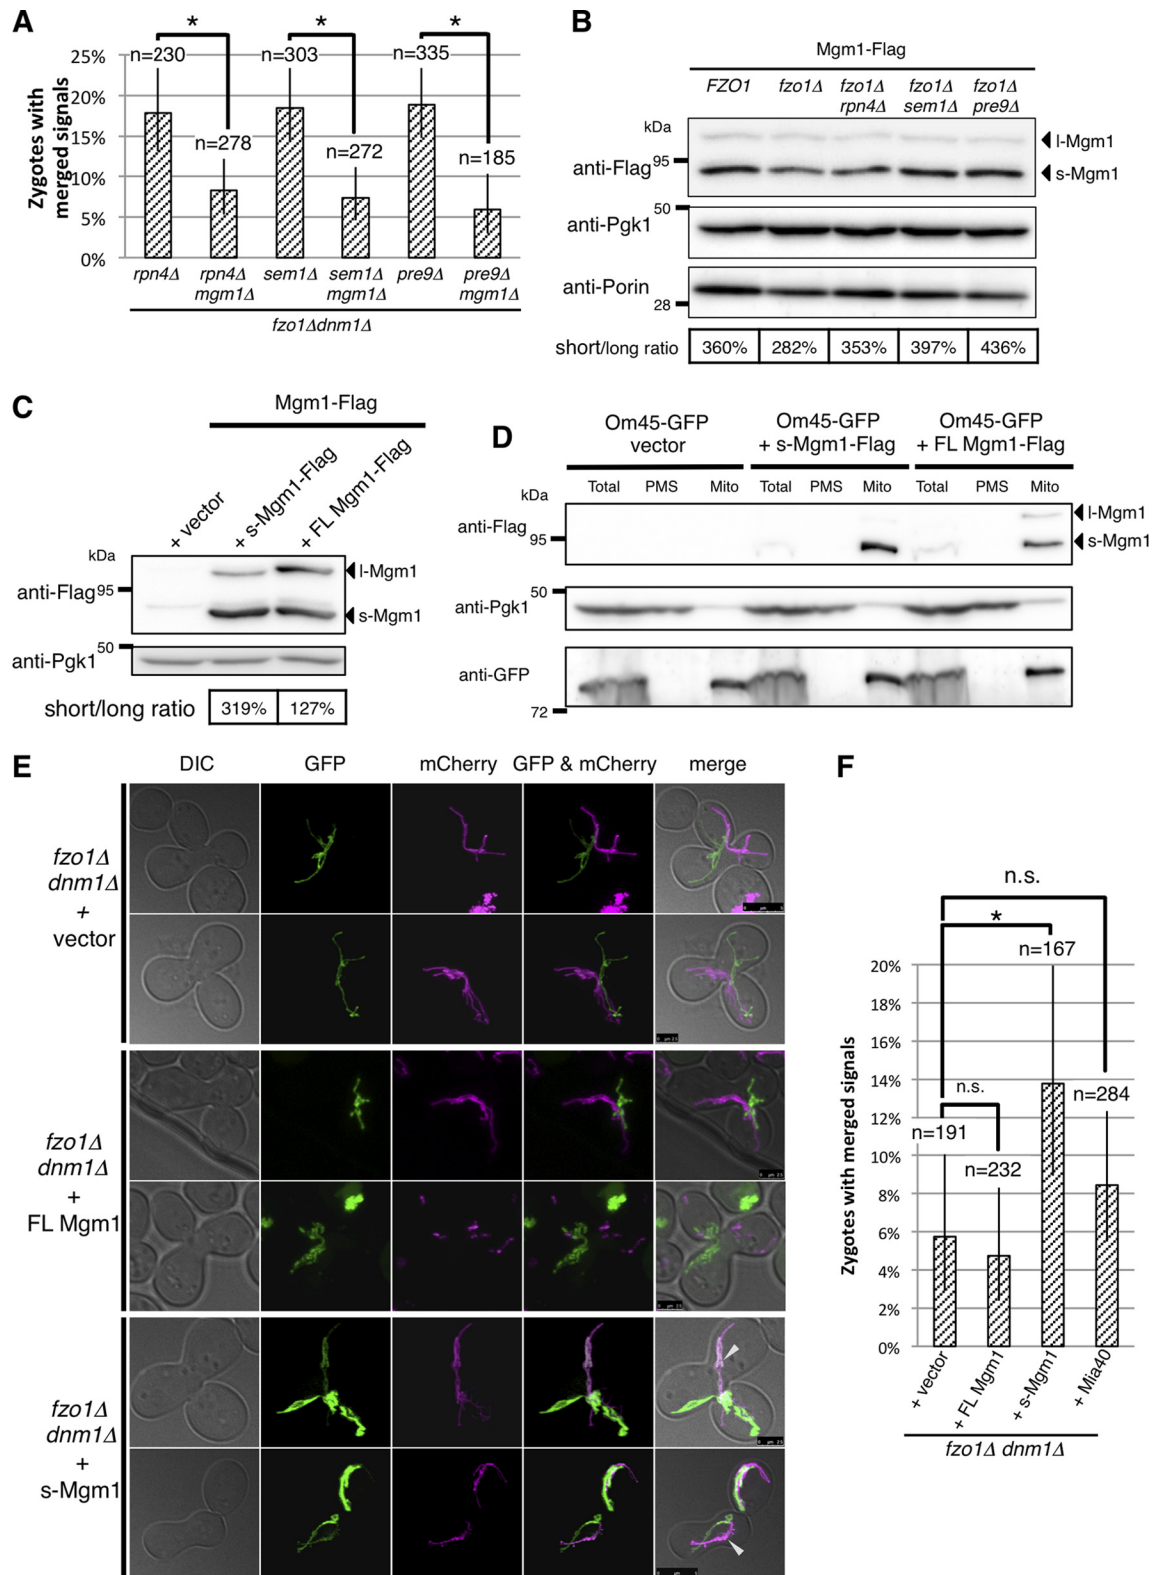 A
Zygotes with
merged signals
25%
20%
15%
10%
5%
0%
*
*
*
n=230
n=303
n=335
n=278
n=272
n=185
rpn4Δ
rpn4Δ
mgm1Δ
sem1Δ
sem1Δ
mgm1Δ
pre9Δ
pre9Δ
mgm1Δ
fzo1Δdnm1Δ
B
Mgm1-Flag
FZO1
fzo1Δ
fzo1Δ
rpn4Δ
fzo1Δ
sem1Δ
fzo1Δ
pre9Δ
kDa
anti-Flag
95
l-Mgm1
s-Mgm1
50
anti-Pgk1
anti-Porin
28
short/long ratio
360% 282% 353% 397% 436%
C
Mgm1-Flag
+ vector
+ s-Mgm1-Flag
+ FL Mgm1-Flag
kDa
anti-Flag
95
l-Mgm1
s-Mgm1
50
anti-Pgk1
short/long ratio
319% 127%
D
Om45-GFP
vector
Om45-GFP
+ s-Mgm1-Flag
Om45-GFP
+ FL Mgm1-Flag
Total PMS Mito Total PMS Mito Total PMS Mito
kDa
anti-Flag
95
l-Mgm1
s-Mgm1
50
anti-Pgk1
anti-GFP
72
E
DIC GFP mCherry GFP & mCherry merge
fzo1Δ
dnm1Δ
+
vector
fzo1Δ
dnm1Δ
+
FL Mgm1
fzo1Δ
dnm1Δ
+
s-Mgm1
F
n.s.
*
n=167
n.s.
n=284
n=191
n=232
Zygotes with merged signals
20%
18%
16%
14%
12%
10%
8%
6%
4%
2%
0%
+ vector
+ FL Mgm1
+ s-Mgm1
+ Mia40
fzo1Δ dnm1Δ